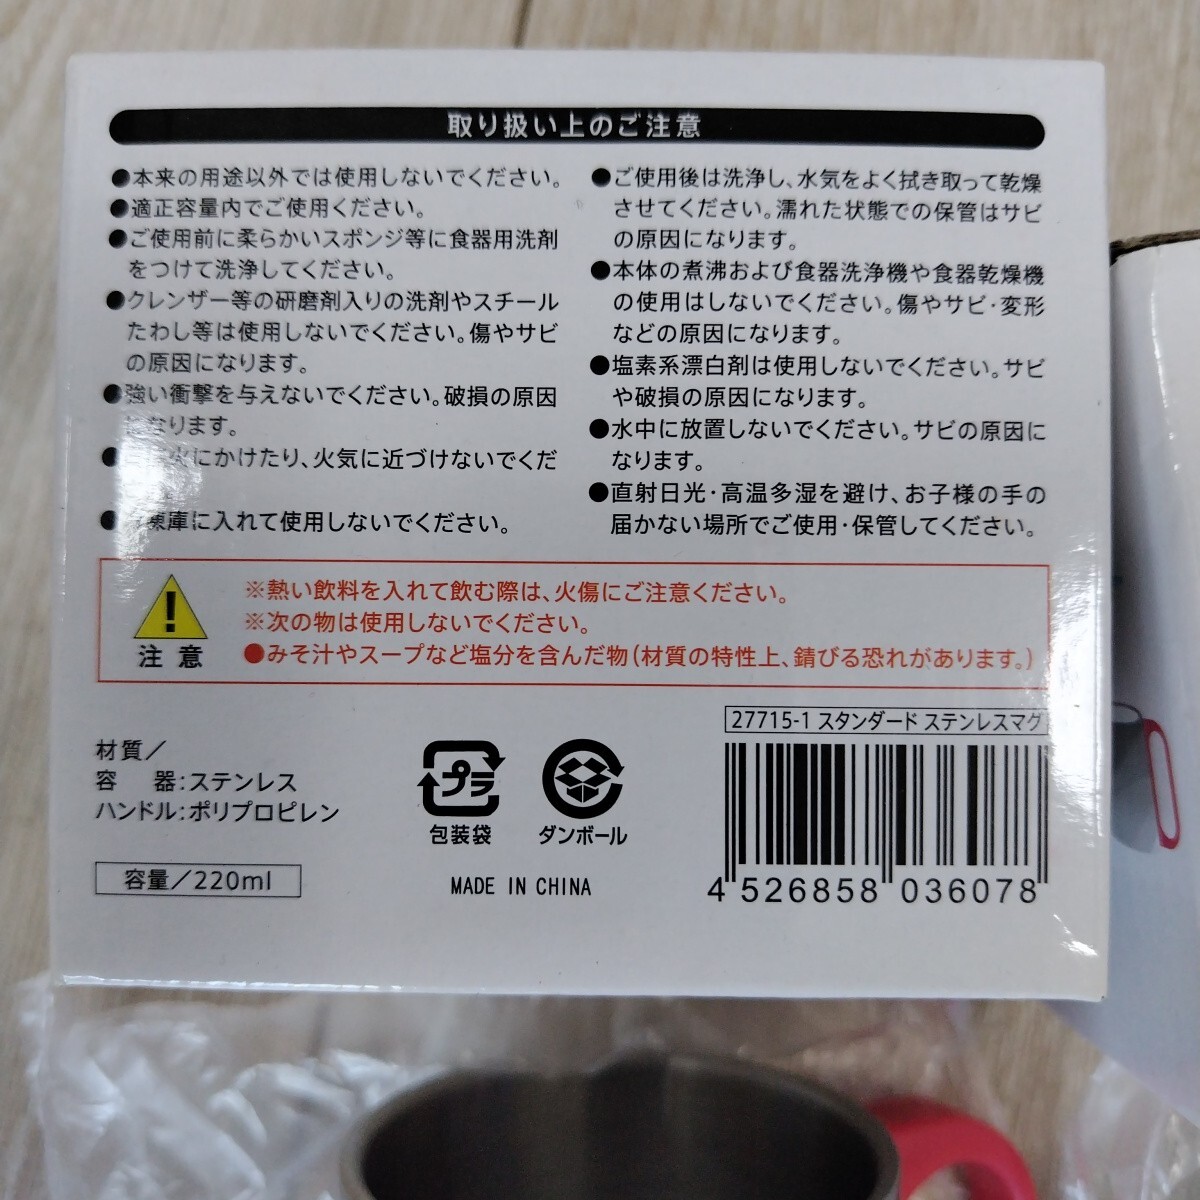 取り扱い上のご注意
●本来の用途以外では使用しないでください。
●適正容量内でご使用ください。
●ご使用前に柔らかいスポンジ等に食器用洗剤
をつけて洗浄してください。
●クレンザー等の研磨剤入りの洗剤やスチール
たわし等は使用しないでください。傷やサビ
の原因になります。
●強い衝撃を与えないでください。破損の原因
になります。
●火にかけたり、火気に近づけないでくだ
●凍庫に入れて使用しないでください。
●ご使用後は洗浄し、水気をよく拭き取って乾燥
させてください。濡れた状態での保管はサビ
の原因になります。
●本体の煮沸および食器洗浄機や食器乾燥機
の使用はしないでください。傷やサビ・変形
などの原因になります。
●塩素系漂白剤は使用しないでください。サビ
や破損の原因になります。
●水中に放置しないでください。サビの原因に
なります。
●直射日光・高温多湿を避け、お子様の手の
届かない場所でご使用・保管してください。
注意
※熱い飲料を入れて飲む際は、火傷にご注意ください。
※次の物は使用しないでください。
●みそ汁やスープなど塩分を含んだ物(材質の特性上、錆びる恐れがあります。)
材質/
容 器:ステンレス
ハンドル:ポリプロピレン
容量/220ml
プラ
包装袋
ダンボール
MADE IN CHINA
27715-1 スタンダード ステンレスマグ
4 526858 036078